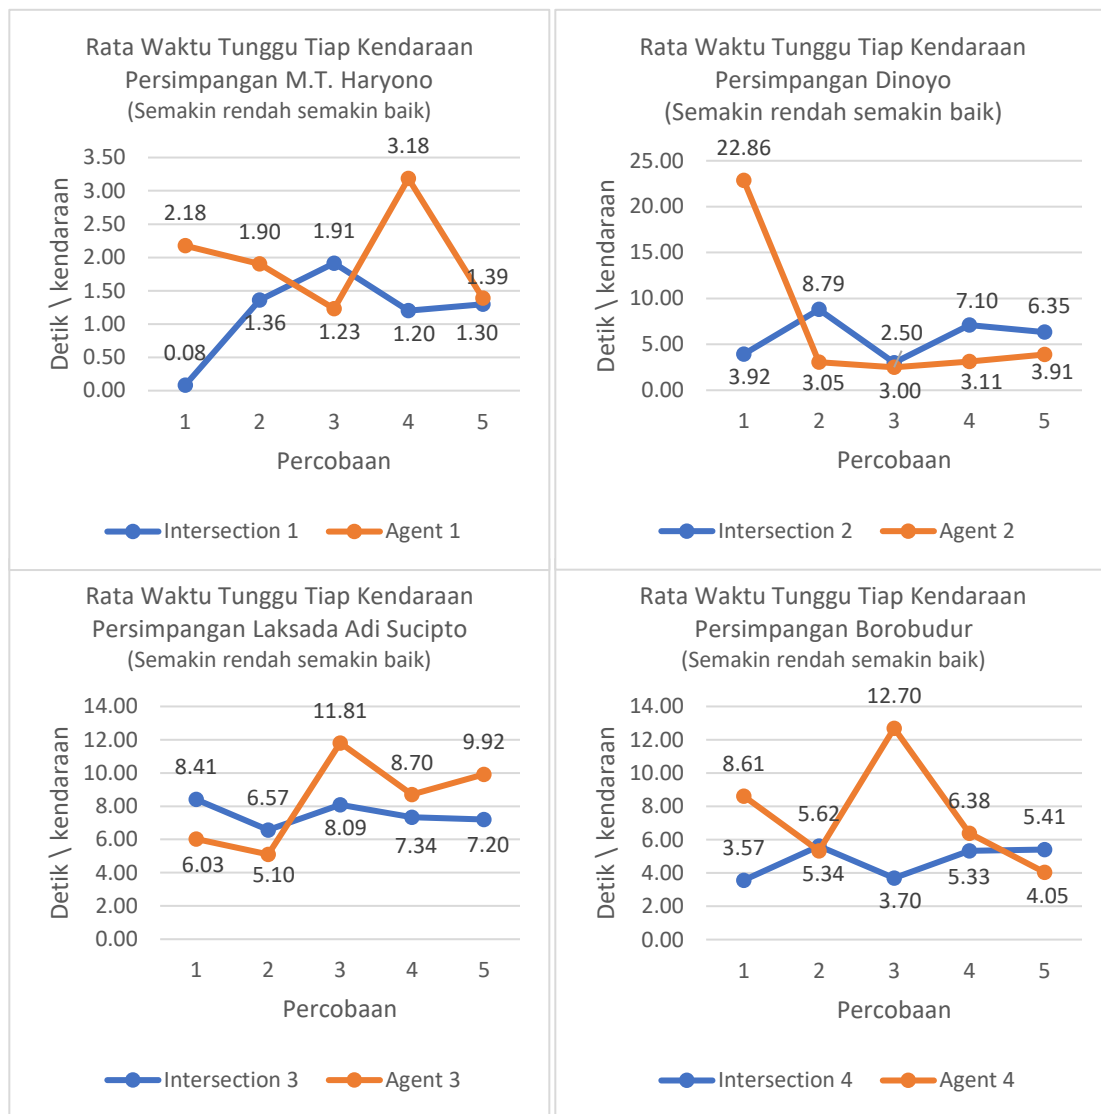 Rata Waktu Tunggu Tiap Kendaraan
Persimpangan M.T. Haryono
(Semakin rendah semakin baik)
Detik \ kendaraan
3.50
3.00
2.50
2.00
1.50
1.00
0.50
0.00
2.18
1.90
1.91
3.18
1.39
0.08
1.36
1.23
1.20
1.30
1 2 3 4 5
Percobaan
Intersection 1 Agent 1
Rata Waktu Tunggu Tiap Kendaraan
Persimpangan Dinoyo
(Semakin rendah semakin baik)
Detik \ kendaraan
25.00
20.00
15.00
10.00
5.00
0.00
22.86
8.79
2.50
7.10
6.35
3.92
3.05
3.00
3.11
3.91
1 2 3 4 5
Percobaan
Intersection 2 Agent 2
Rata Waktu Tunggu Tiap Kendaraan
Persimpangan Laksada Adi Sucipto
(Semakin rendah semakin baik)
Detik \ kendaraan
14.00
12.00
10.00
8.00
6.00
4.00
2.00
0.00
8.41
6.57
11.81
8.70
9.92
6.03
5.10
8.09
7.34
7.20
1 2 3 4 5
Percobaan
Intersection 3 Agent 3
Rata Waktu Tunggu Tiap Kendaraan
Persimpangan Borobudur
(Semakin rendah semakin baik)
Detik \ kendaraan
14.00
12.00
10.00
8.00
6.00
4.00
2.00
0.00
8.61
5.62
12.70
6.38
5.41
3.57
5.34
3.70
5.33
4.05
1 2 3 4 5
Percobaan
Intersection 4 Agent 4